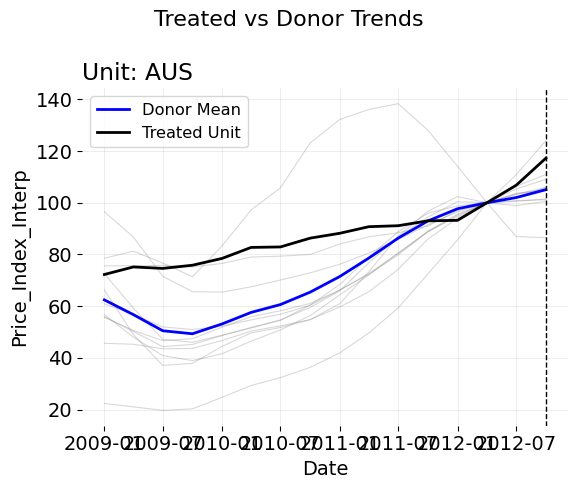 Treated vs Donor Trends
Unit: AUS
Donor Mean
Treated Unit
Price_Index_Interp
140
120
100
80
60
40
20
2009-01 2009-07 2010-01 2010-07 2011-01 2011-07 2012-01 2012-07
Date